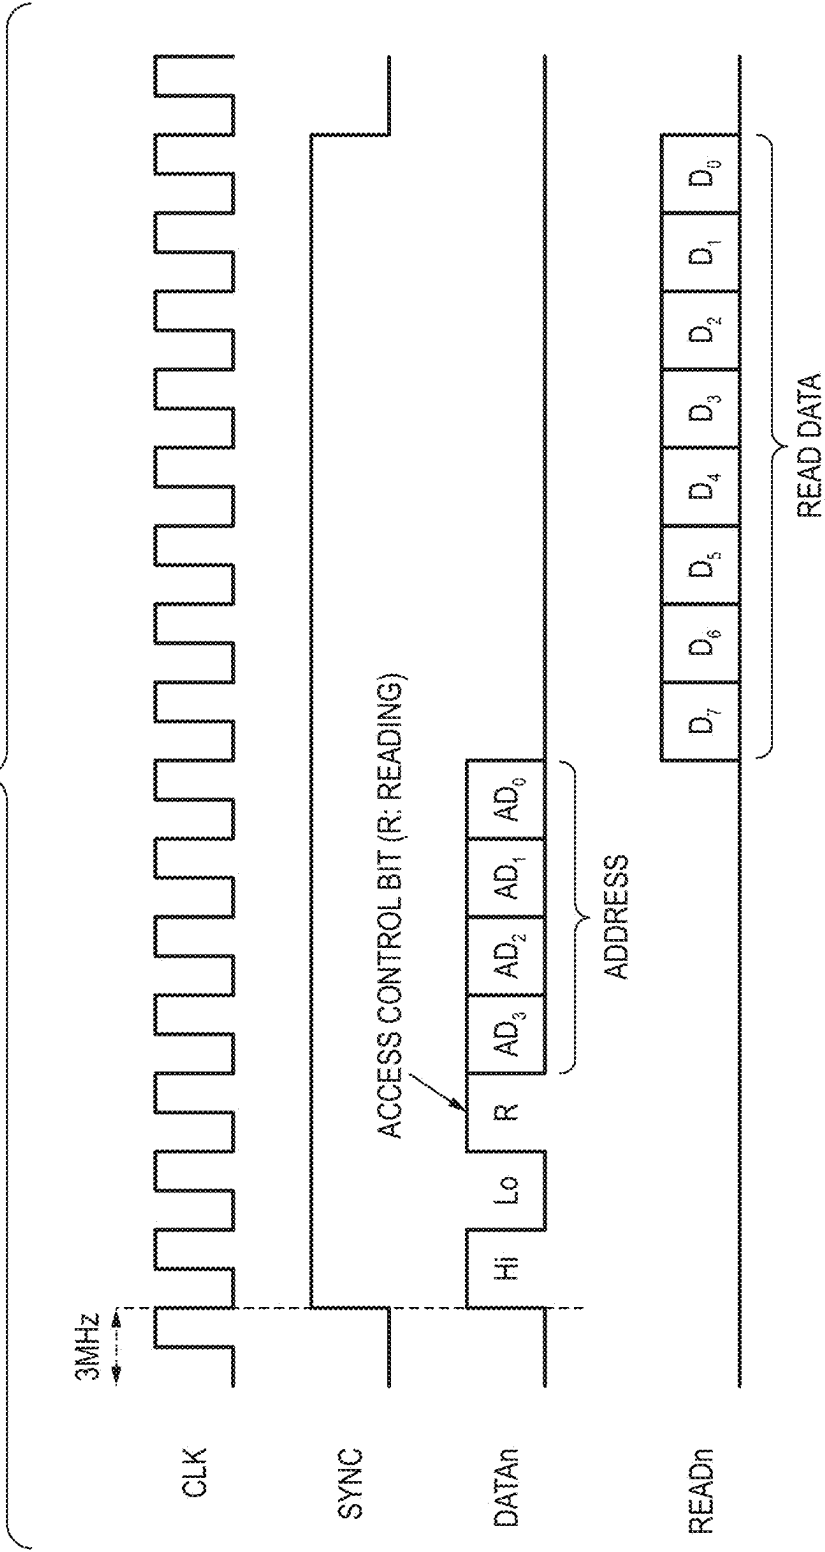 3MHz
CLK
SYNC
ACCESS CONTROL BIT (R: READING)
DATAn
Hi Lo R AD3 AD2 AD1 AD0
ADDRESS
READn
D7 D6 D5 D4 D3 D2 D1 D0
READ DATA